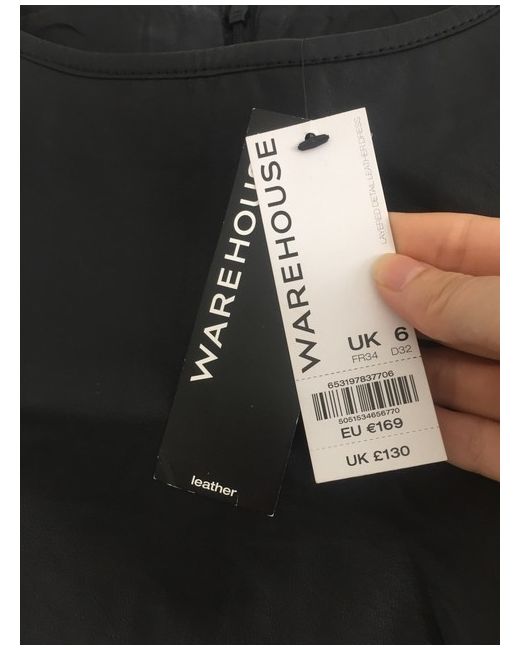 WAREHOUSE
leather
WAREHOUSE
LAYERED DETAIL LEATHER DRESS
UK 6
FR34 D32
653197837706
5051534656770
EU €169
UK £130